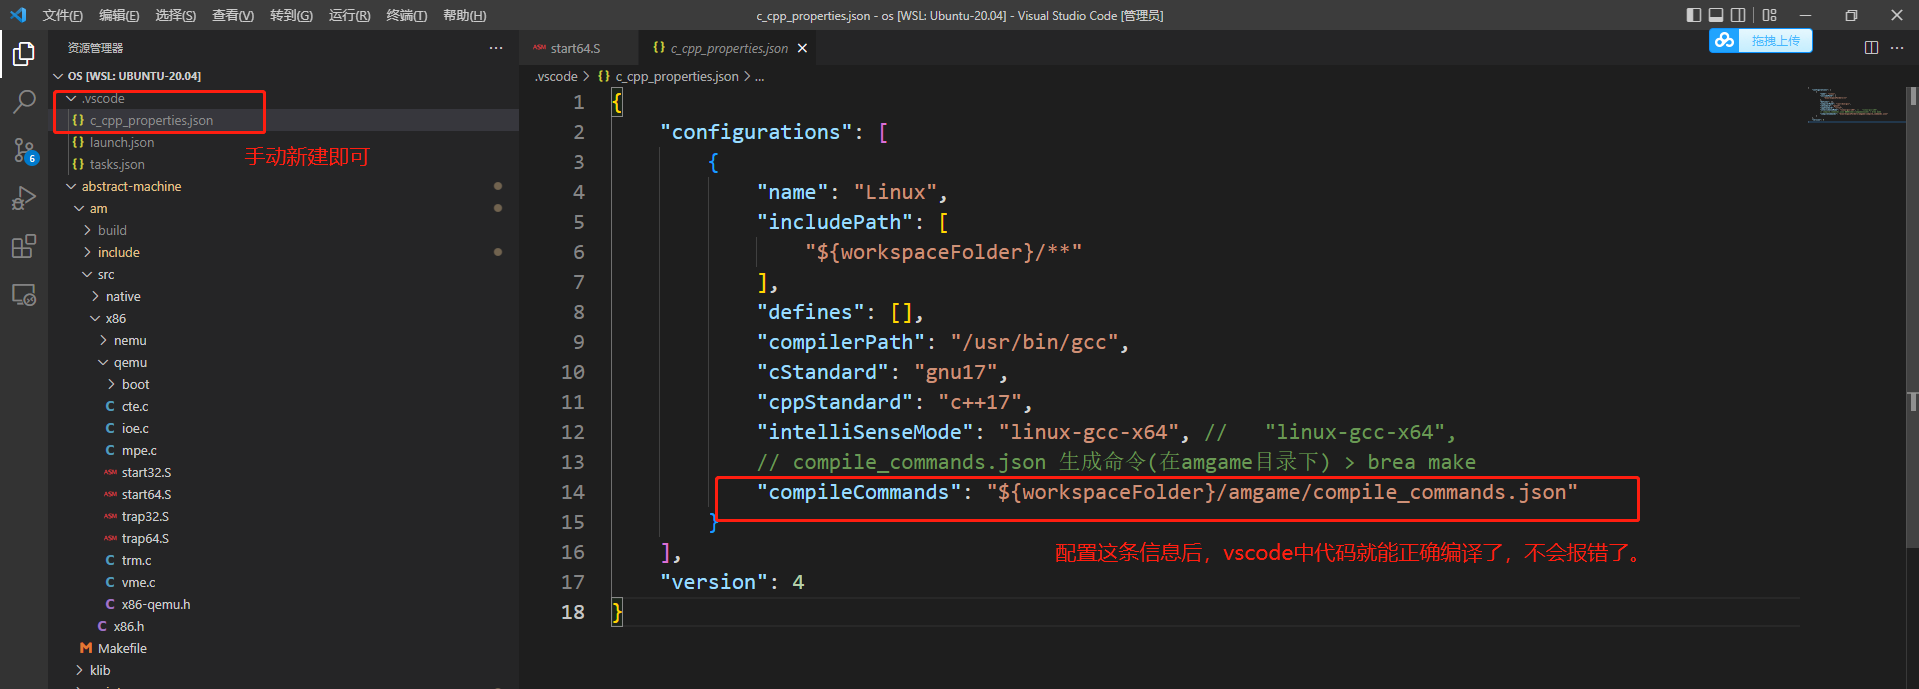 文件(F) 编辑(E) 选择(S) 查看(V) 转到(G) 运行(R) 终端(T) 帮助(H) c_cpp_properties.json - os [WSL: Ubuntu-20.04] - Visual Studio Code [管理员]
资源管理器 ···
start64.S
{} c_cpp_properties.json ×
拖拽上传
···
.vscode > {} c_cpp_properties.json > ...
OS [WSL: UBUNTU-20.04]
.vscode
{} c_cpp_properties.json
{} launch.json
手动新建即可
{} tasks.json
abstract-machine
am
build
include
src
native
x86
nemu
qemu
boot
C cte.c
C ioe.c
C mpe.c
ASM start32.S
ASM start64.S
ASM trap32.S
ASM trap64.S
C trm.c
C vme.c
C x86-qemu.h
C x86.h
M Makefile
klib
6
1 {
2 "configurations": [
3 {
4 "name": "Linux",
5 "includePath": [
6 "${workspaceFolder}/**"
7 ],
8 "defines": [],
9 "compilerPath": "/usr/bin/gcc",
10 "cStandard": "gnu17",
11 "cppStandard": "c++17",
12 "intelliSenseMode": "linux-gcc-x64", // "linux-gcc-x64",
13 // compile_commands.json 生成命令(在amgame目录下) > brea make
14 "compileCommands": "${workspaceFolder}/amgame/compile_commands.json"
15 }
16 ],
配置这条信息后，vscode中代码就能正确编译了，不会报错了。
17 "version": 4
18 }